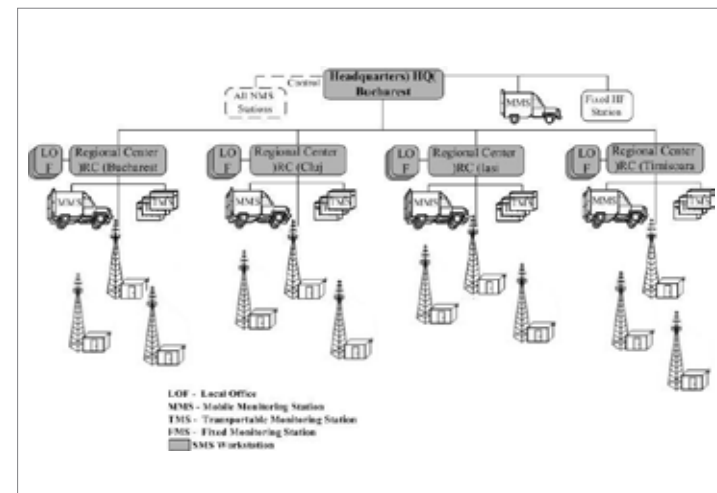 Headquarters) HQ(
Bucharest
Control
All NMS
Stations
MMS
Fixed HF
Station
LO
F
Regional Center
)RC (Bucharest
LO
F
Regional Center
)RC (Cluj
LO
F
Regional Center
)RC (Iasi
LO
F
Regional Center
)RC (Timisoara
MMS
TMS
MMS
TMS
MMS
TMS
MMS
TMS
LOF - Local Office
MMS - Mobile Monitoring Station
TMS - Transportable Monitoring Station
FMS - Fixed Monitoring Station
SMS Workstation